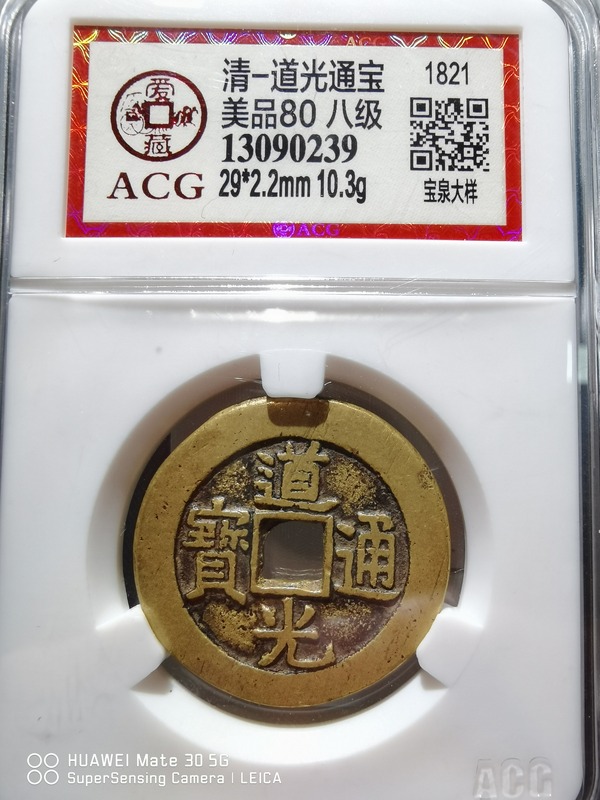 ACG
爱
藏
ACG
清-道光通宝
1821
美品80 八级
13090239
29*2.2mm 10.3g
宝泉大样
ACG
道
寶 通
光
HUAWEI Mate 30 5G
SuperSensing Camera | LEICA
ACG